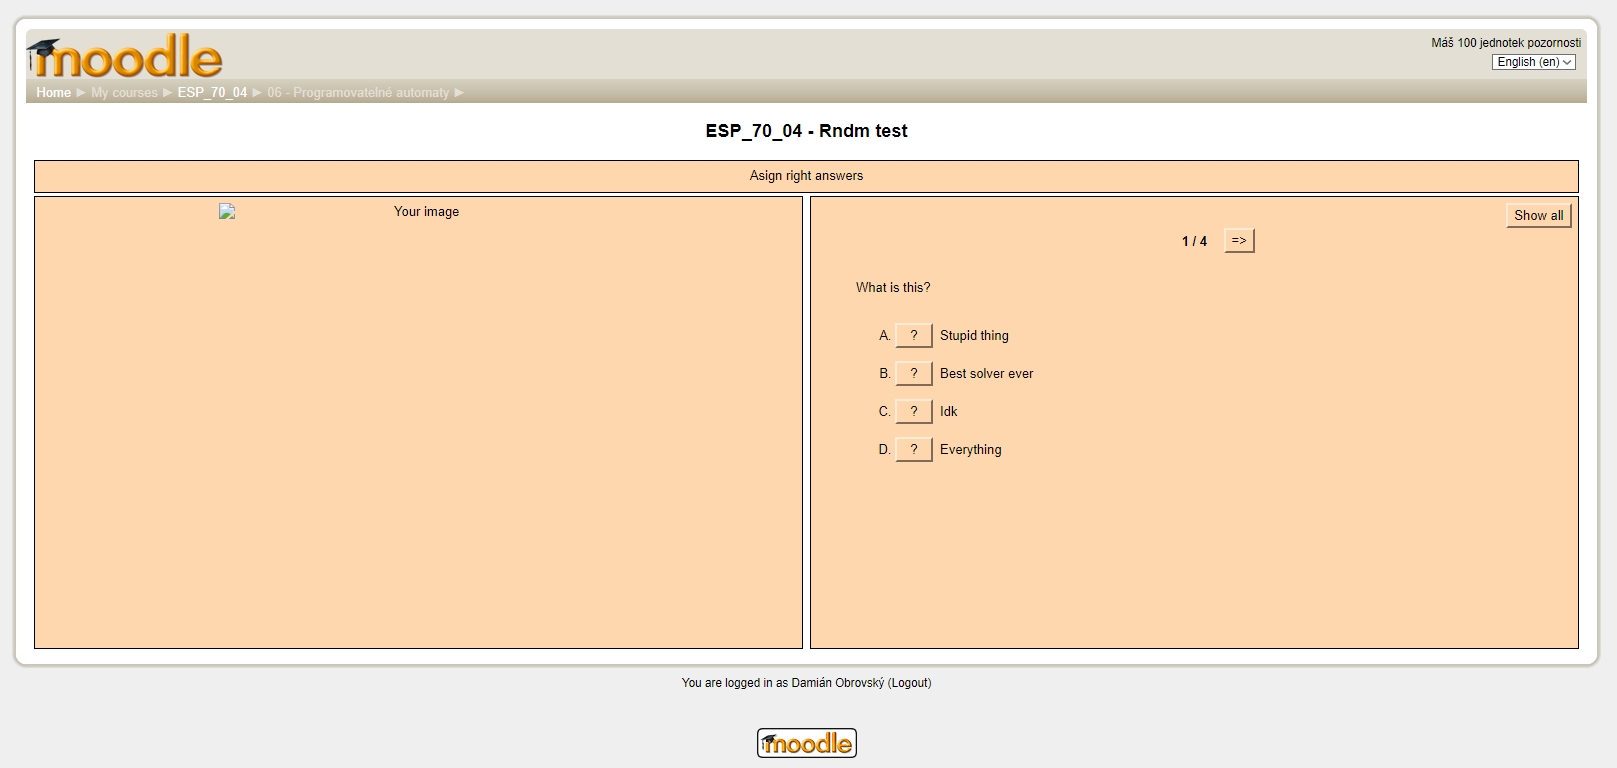 moodle
Máš 100 jednotek pozornosti
English (en)
Home ► My courses ► ESP_70_04 ► 06 - Programovatelné automaty ►
ESP_70_04 - Rndm test
Asign right answers
Your image
Show all
1 / 4 =>
What is this?
A. ? Stupid thing
B. ? Best solver ever
C. ? Idk
D. ? Everything
You are logged in as Damián Obrovský (Logout)
moodle